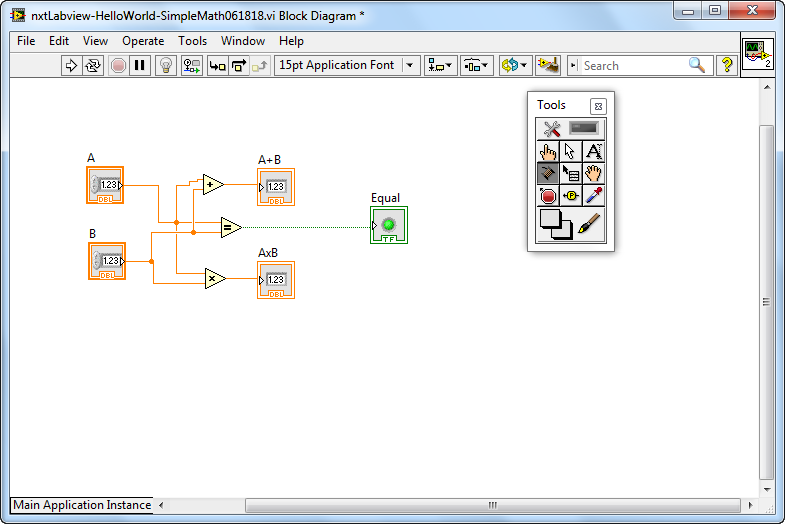 nxtLabview-HelloWorld-SimpleMath061818.vi Block Diagram *
File Edit View Operate Tools Window Help
15pt Application Font Search ? 2
Tools
A
1.23
DBL
+
A+B
1.23
DBL
=
Equal
TF
B
1.23
DBL
×
AxB
1.23
DBL
A
P
Main Application Instance